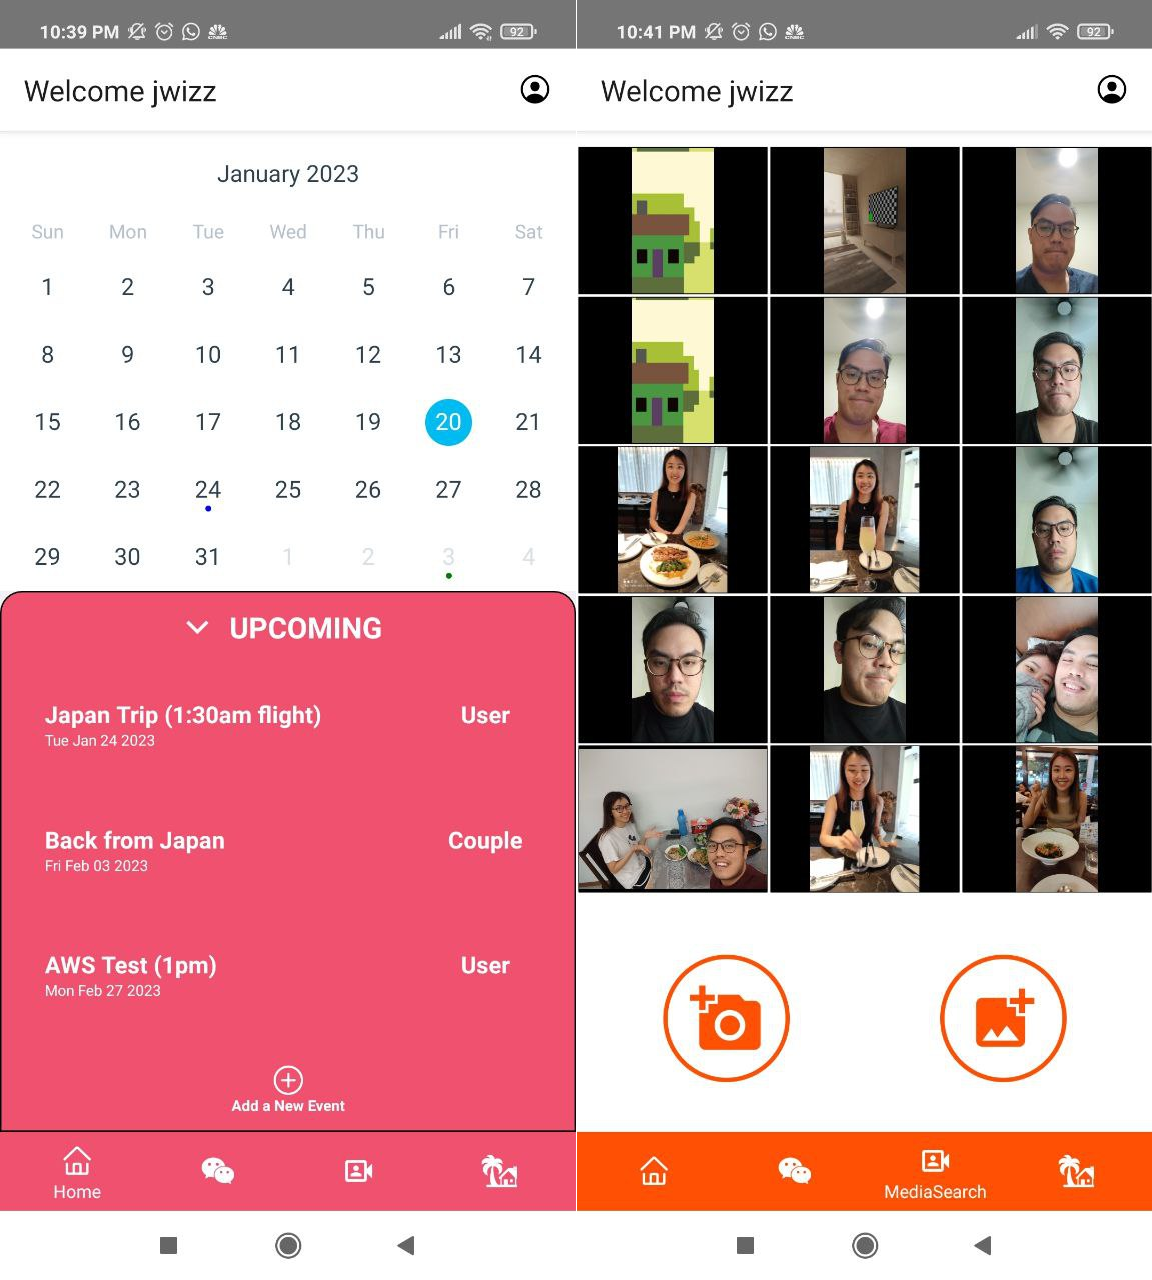 10:39 PM
92
Welcome jwizz
January 2023
Sun Mon Tue Wed Thu Fri Sat
1 2 3 4 5 6 7
8 9 10 11 12 13 14
15 16 17 18 19 20 21
22 23 24 25 26 27 28
29 30 31 1 2 3 4
UPCOMING
Japan Trip (1:30am flight) User
Tue Jan 24 2023
Back from Japan Couple
Fri Feb 03 2023
AWS Test (1pm) User
Mon Feb 27 2023
Add a New Event
Home
10:41 PM
92
Welcome jwizz
MediaSearch